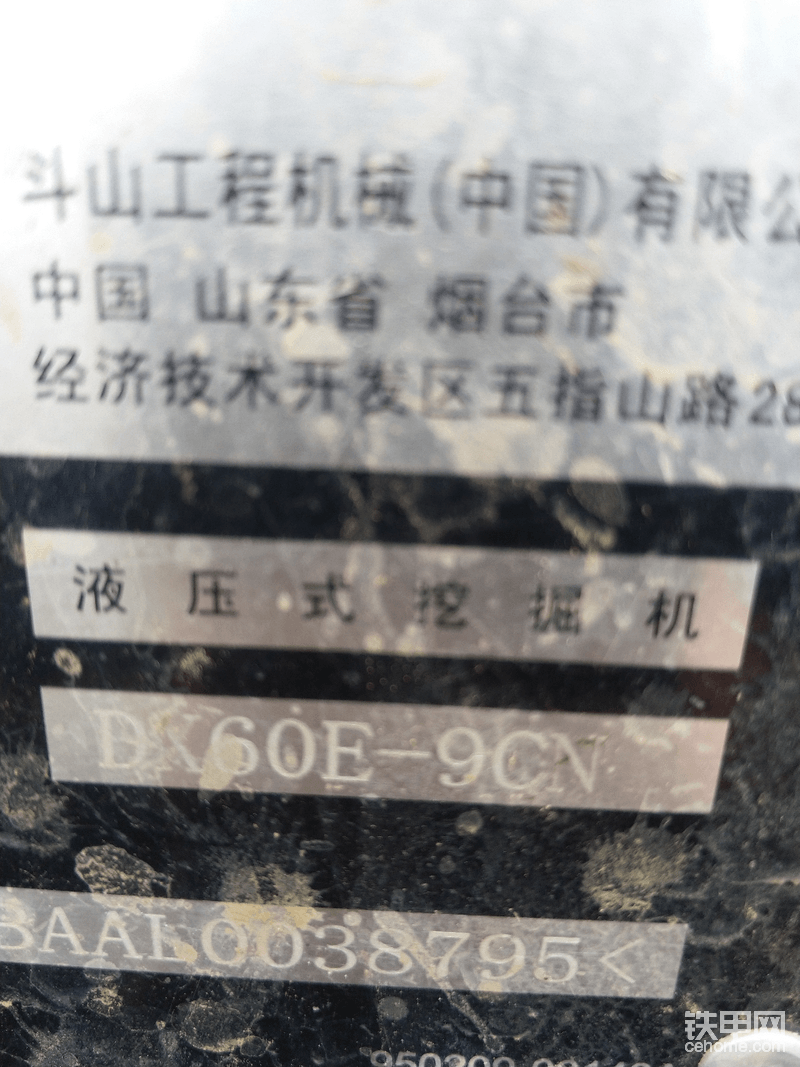 斗山工程机械(中国)有限公
中国 山东省 烟台市
经济技术开发区五指山路28
液压式挖掘机
DX60E-9CN
BAAL0038795<
铁甲网
cehome.com